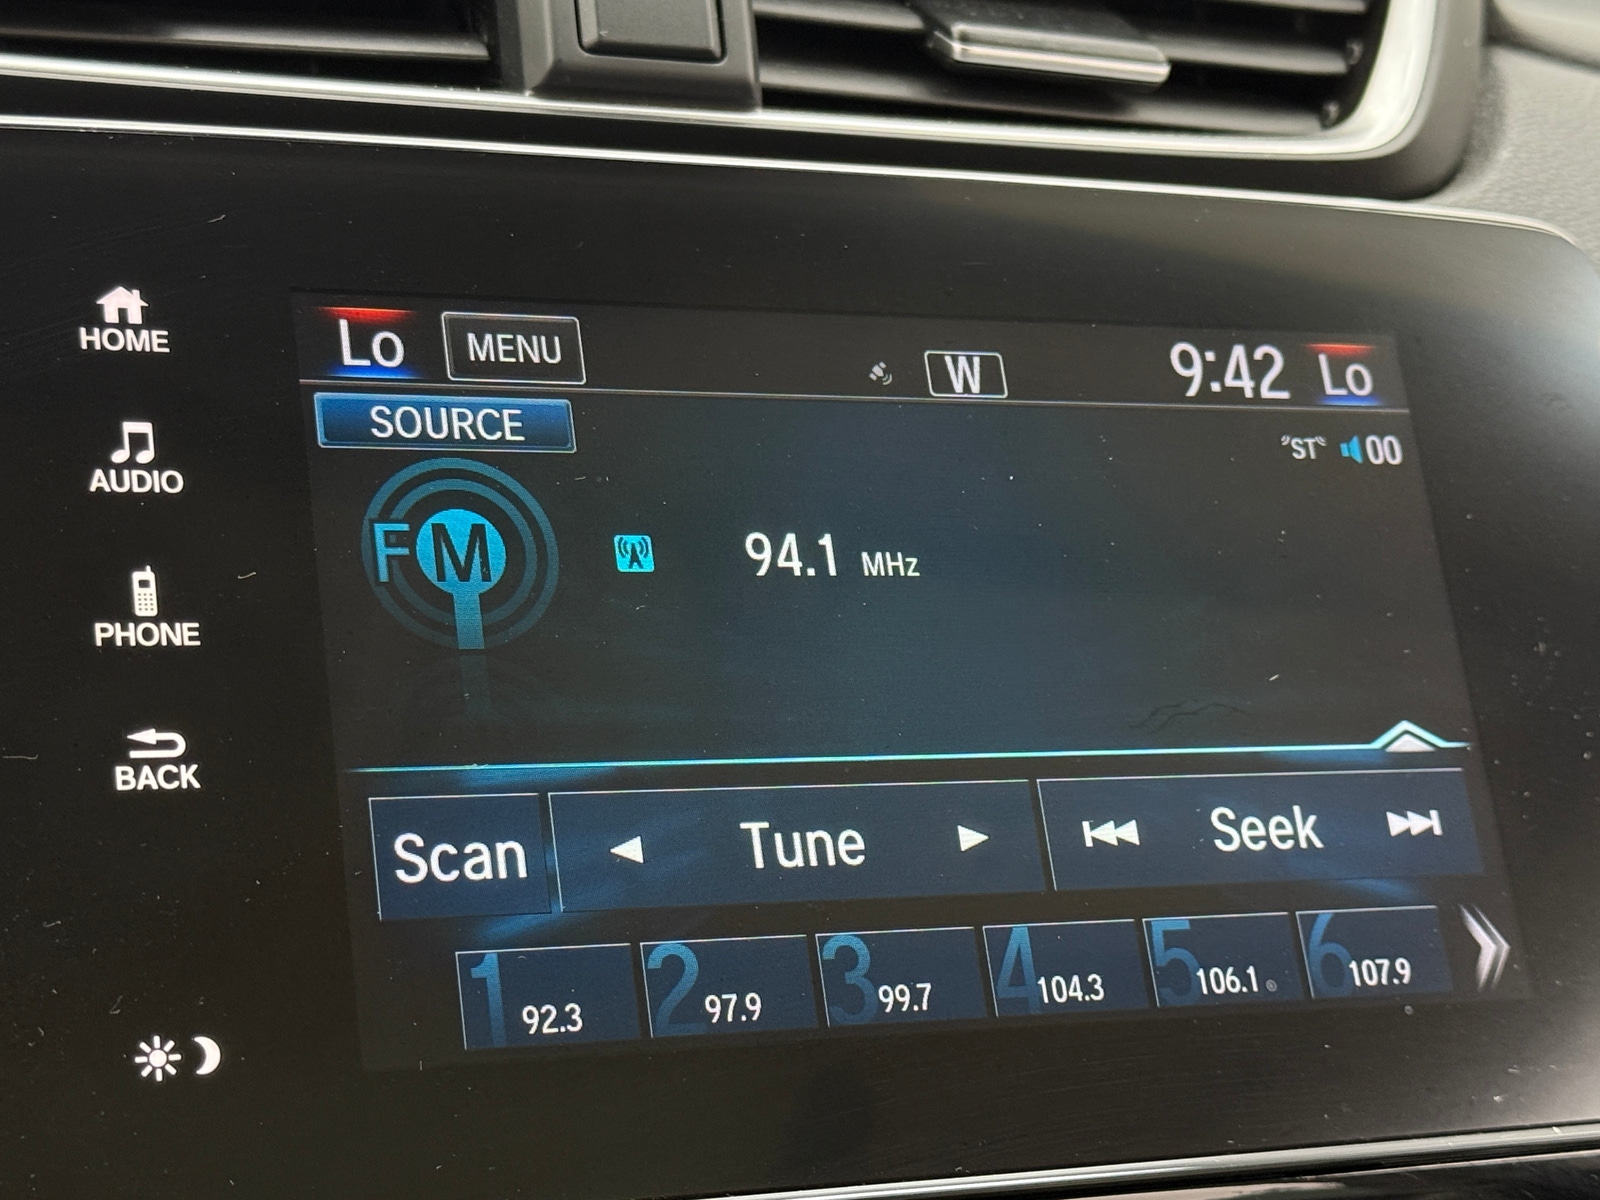 HOME
AUDIO
PHONE
BACK
Lo MENU W 9:42 Lo
SOURCE
"ST" 00
FM 94.1 MHz
Scan Tune Seek
1 92.3 2 97.9 3 99.7 4 104.3 5 106.1 6 107.9